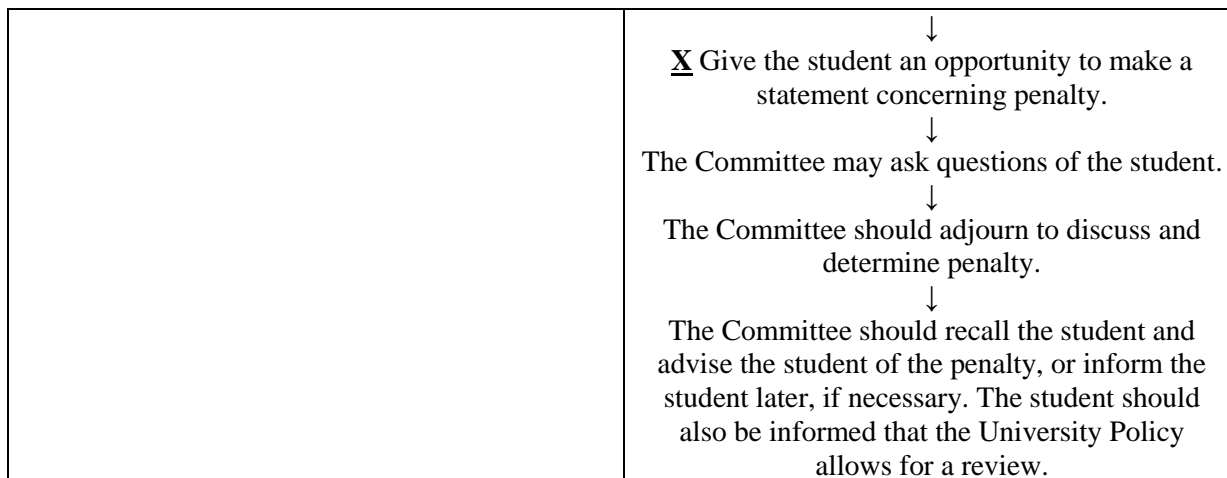 ↓
X Give the student an opportunity to make a
statement concerning penalty.
↓
The Committee may ask questions of the student.
↓
The Committee should adjourn to discuss and
determine penalty.
↓
The Committee should recall the student and
advise the student of the penalty, or inform the
student later, if necessary. The student should
also be informed that the University Policy
allows for a review.